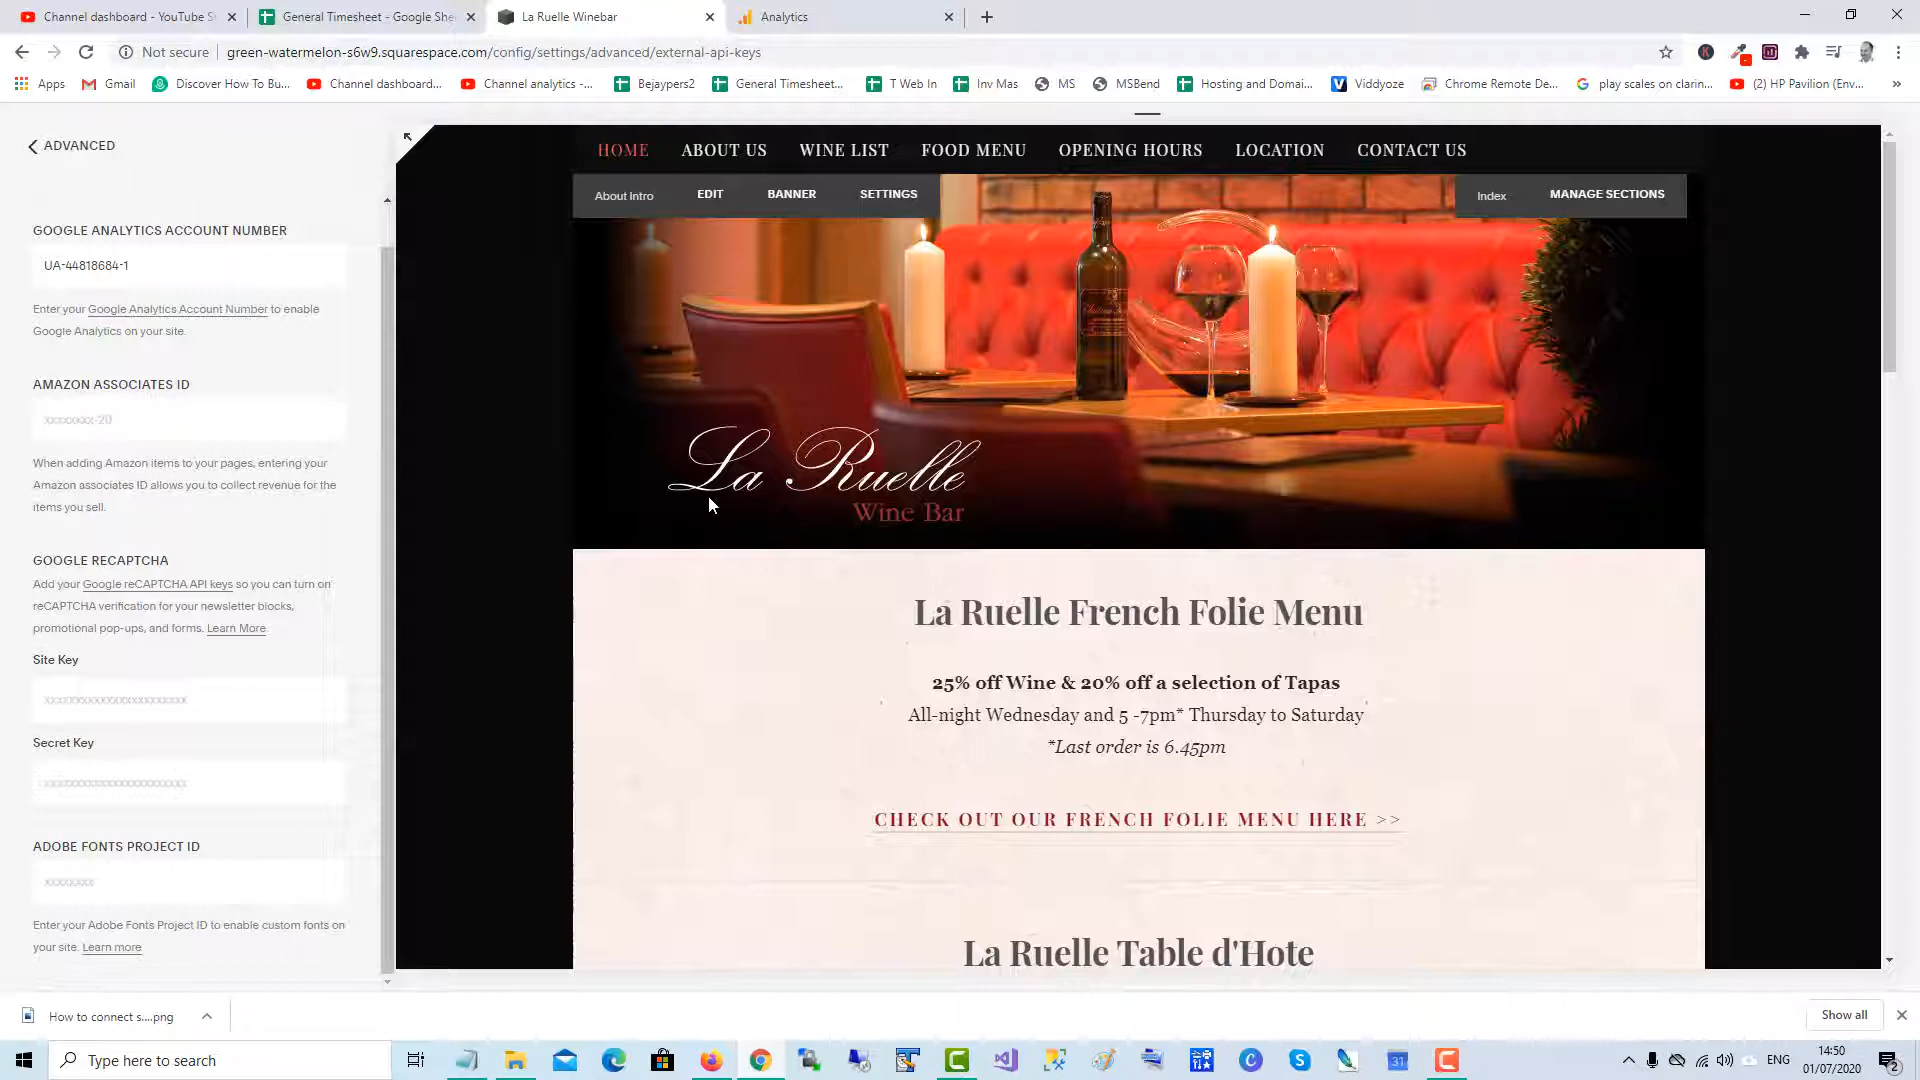 Channel dashboard - YouTube S
General Timesheet - Google She
La Ruelle Winebar
Analytics
Not secure
green-watermelon-s6w9.squarespace.com/config/settings/advanced/external-api-keys
Apps
Gmail
Discover How To Bu...
Channel dashboard...
Channel analytics -...
Bejaypers2
General Timesheet...
T Web In
Inv Mas
MS
MSBend
Hosting and Domai...
Viddyoze
Chrome Remote De...
play scales on clarin...
(2) HP Pavilion (Env...
»
ADVANCED
GOOGLE ANALYTICS ACCOUNT NUMBER
UA-44818684-1
Enter your Google Analytics Account Number to enable
Google Analytics on your site.
AMAZON ASSOCIATES ID
xxxxxxxx-20
When adding Amazon items to your pages, entering your
Amazon associates ID allows you to collect revenue for the
items you sell.
GOOGLE RECAPTCHA
Add your Google reCAPTCHA API keys so you can turn on
reCAPTCHA verification for your newsletter blocks,
promotional pop-ups, and forms. Learn More
Site Key
Secret Key
ADOBE FONTS PROJECT ID
xxxxxxxx
Enter your Adobe Fonts Project ID to enable custom fonts on
your site. Learn more
HOME
ABOUT US
WINE LIST
FOOD MENU
OPENING HOURS
LOCATION
CONTACT US
About Intro
EDIT
BANNER
SETTINGS
Index
MANAGE SECTIONS
La Ruelle
Wine Bar
La Ruelle French Folie Menu
25% off Wine & 20% off a selection of Tapas
All-night Wednesday and 5 -7pm* Thursday to Saturday
*Last order is 6.45pm
CHECK OUT OUR FRENCH FOLIE MENU HERE >>
La Ruelle Table d'Hote
How to connect s....png
Show all
Type here to search
ENG
14:50
01/07/2020